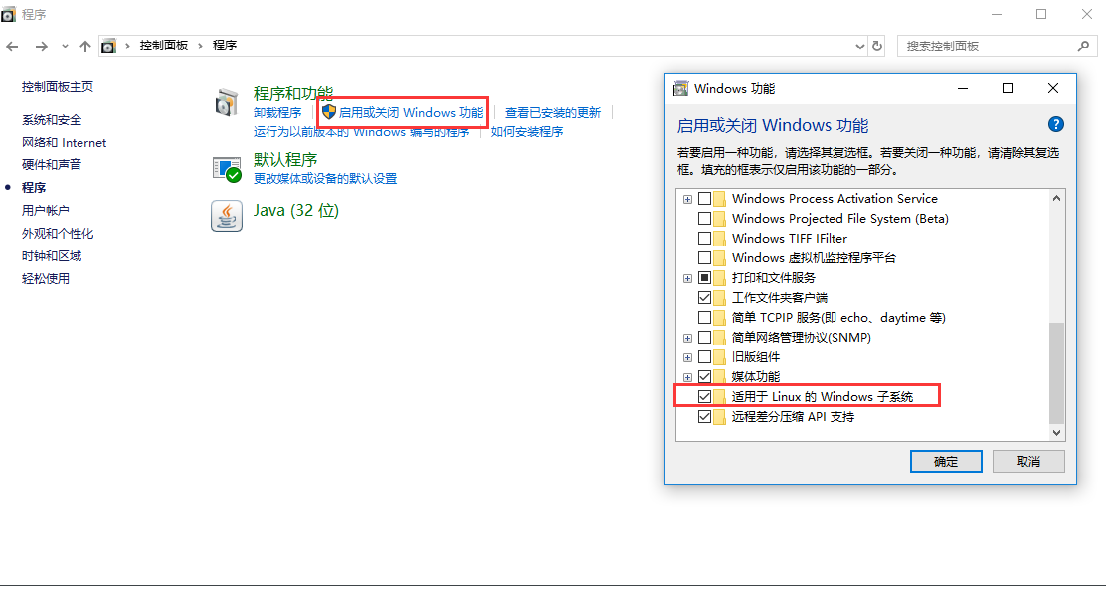 程序
控制面板 › 程序
搜索控制面板
控制面板主页
系统和安全
网络和 Internet
硬件和声音
程序
用户帐户
外观和个性化
时钟和区域
轻松使用
程序和功能
卸载程序
启用或关闭 Windows 功能
查看已安装的更新
运行为以前版本的 Windows 编写的程序
如何安装程序
默认程序
更改媒体或设备的默认设置
Java (32 位)
Windows 功能
启用或关闭 Windows 功能
若要启用一种功能，请选择其复选框。若要关闭一种功能，请清除其复选
框。填充的框表示仅启用该功能的一部分。
Windows Process Activation Service
Windows Projected File System (Beta)
Windows TIFF IFilter
Windows 虚拟机监控程序平台
打印和文件服务
工作文件夹客户端
简单 TCPIP 服务(即 echo、daytime 等)
简单网络管理协议(SNMP)
旧版组件
媒体功能
适用于 Linux 的 Windows 子系统
远程差分压缩 API 支持
确定
取消